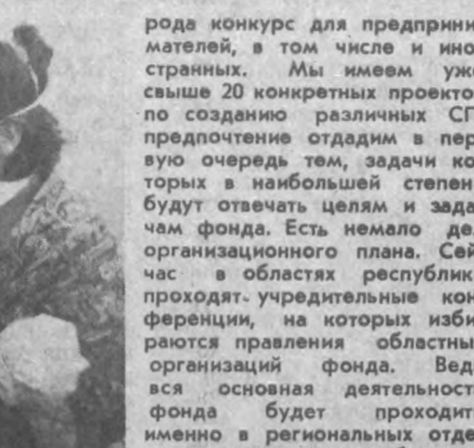 рода конкурс для предприни
мателей, в том числе и ино
странных. Мы имеем уже
свыше 20 конкретных проекто
по созданию различных СП
предпочтение отдадим в пер
вую очередь тем, задачи ко
торых в наибольшей степен
будут отвечать целям и зада
чам фонда. Есть немало де
организационного плана. Сей
час в областях республик
проходят учредительные кон
ференции, на которых изби
раются правления областны
организаций фонда. Вед
вся основная деятельност
фонда будет проходит
именно в региональных отде